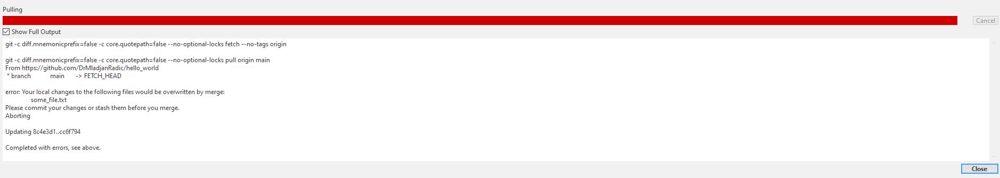 Pulling
Cancel
Show Full Output
git -c diff.mnemonicprefix=false -c core.quotepath=false --no-optional-locks fetch --no-tags origin
git -c diff.mnemonicprefix=false -c core.quotepath=false --no-optional-locks pull origin main
From https://github.com/DrMladjanRadic/hello_world
* branch            main       -> FETCH_HEAD
error: Your local changes to the following files would be overwritten by merge:
some_file.txt
Please commit your changes or stash them before you merge.
Aborting
Updating 8c4e3d1..cc6f794
Completed with errors, see above.
Close